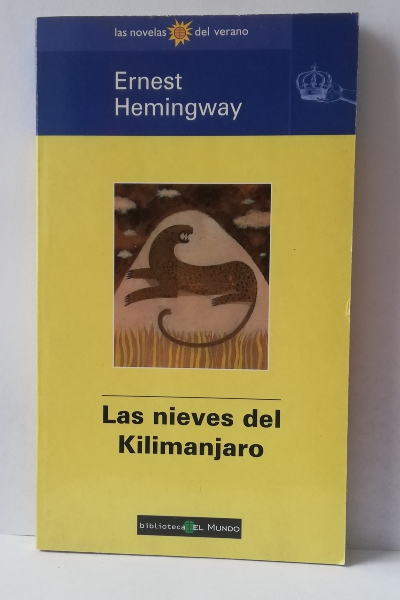 las novelas del verano
Ernest
Hemingway
Las nieves del
Kilimanjaro
biblioteca EL MUNDO